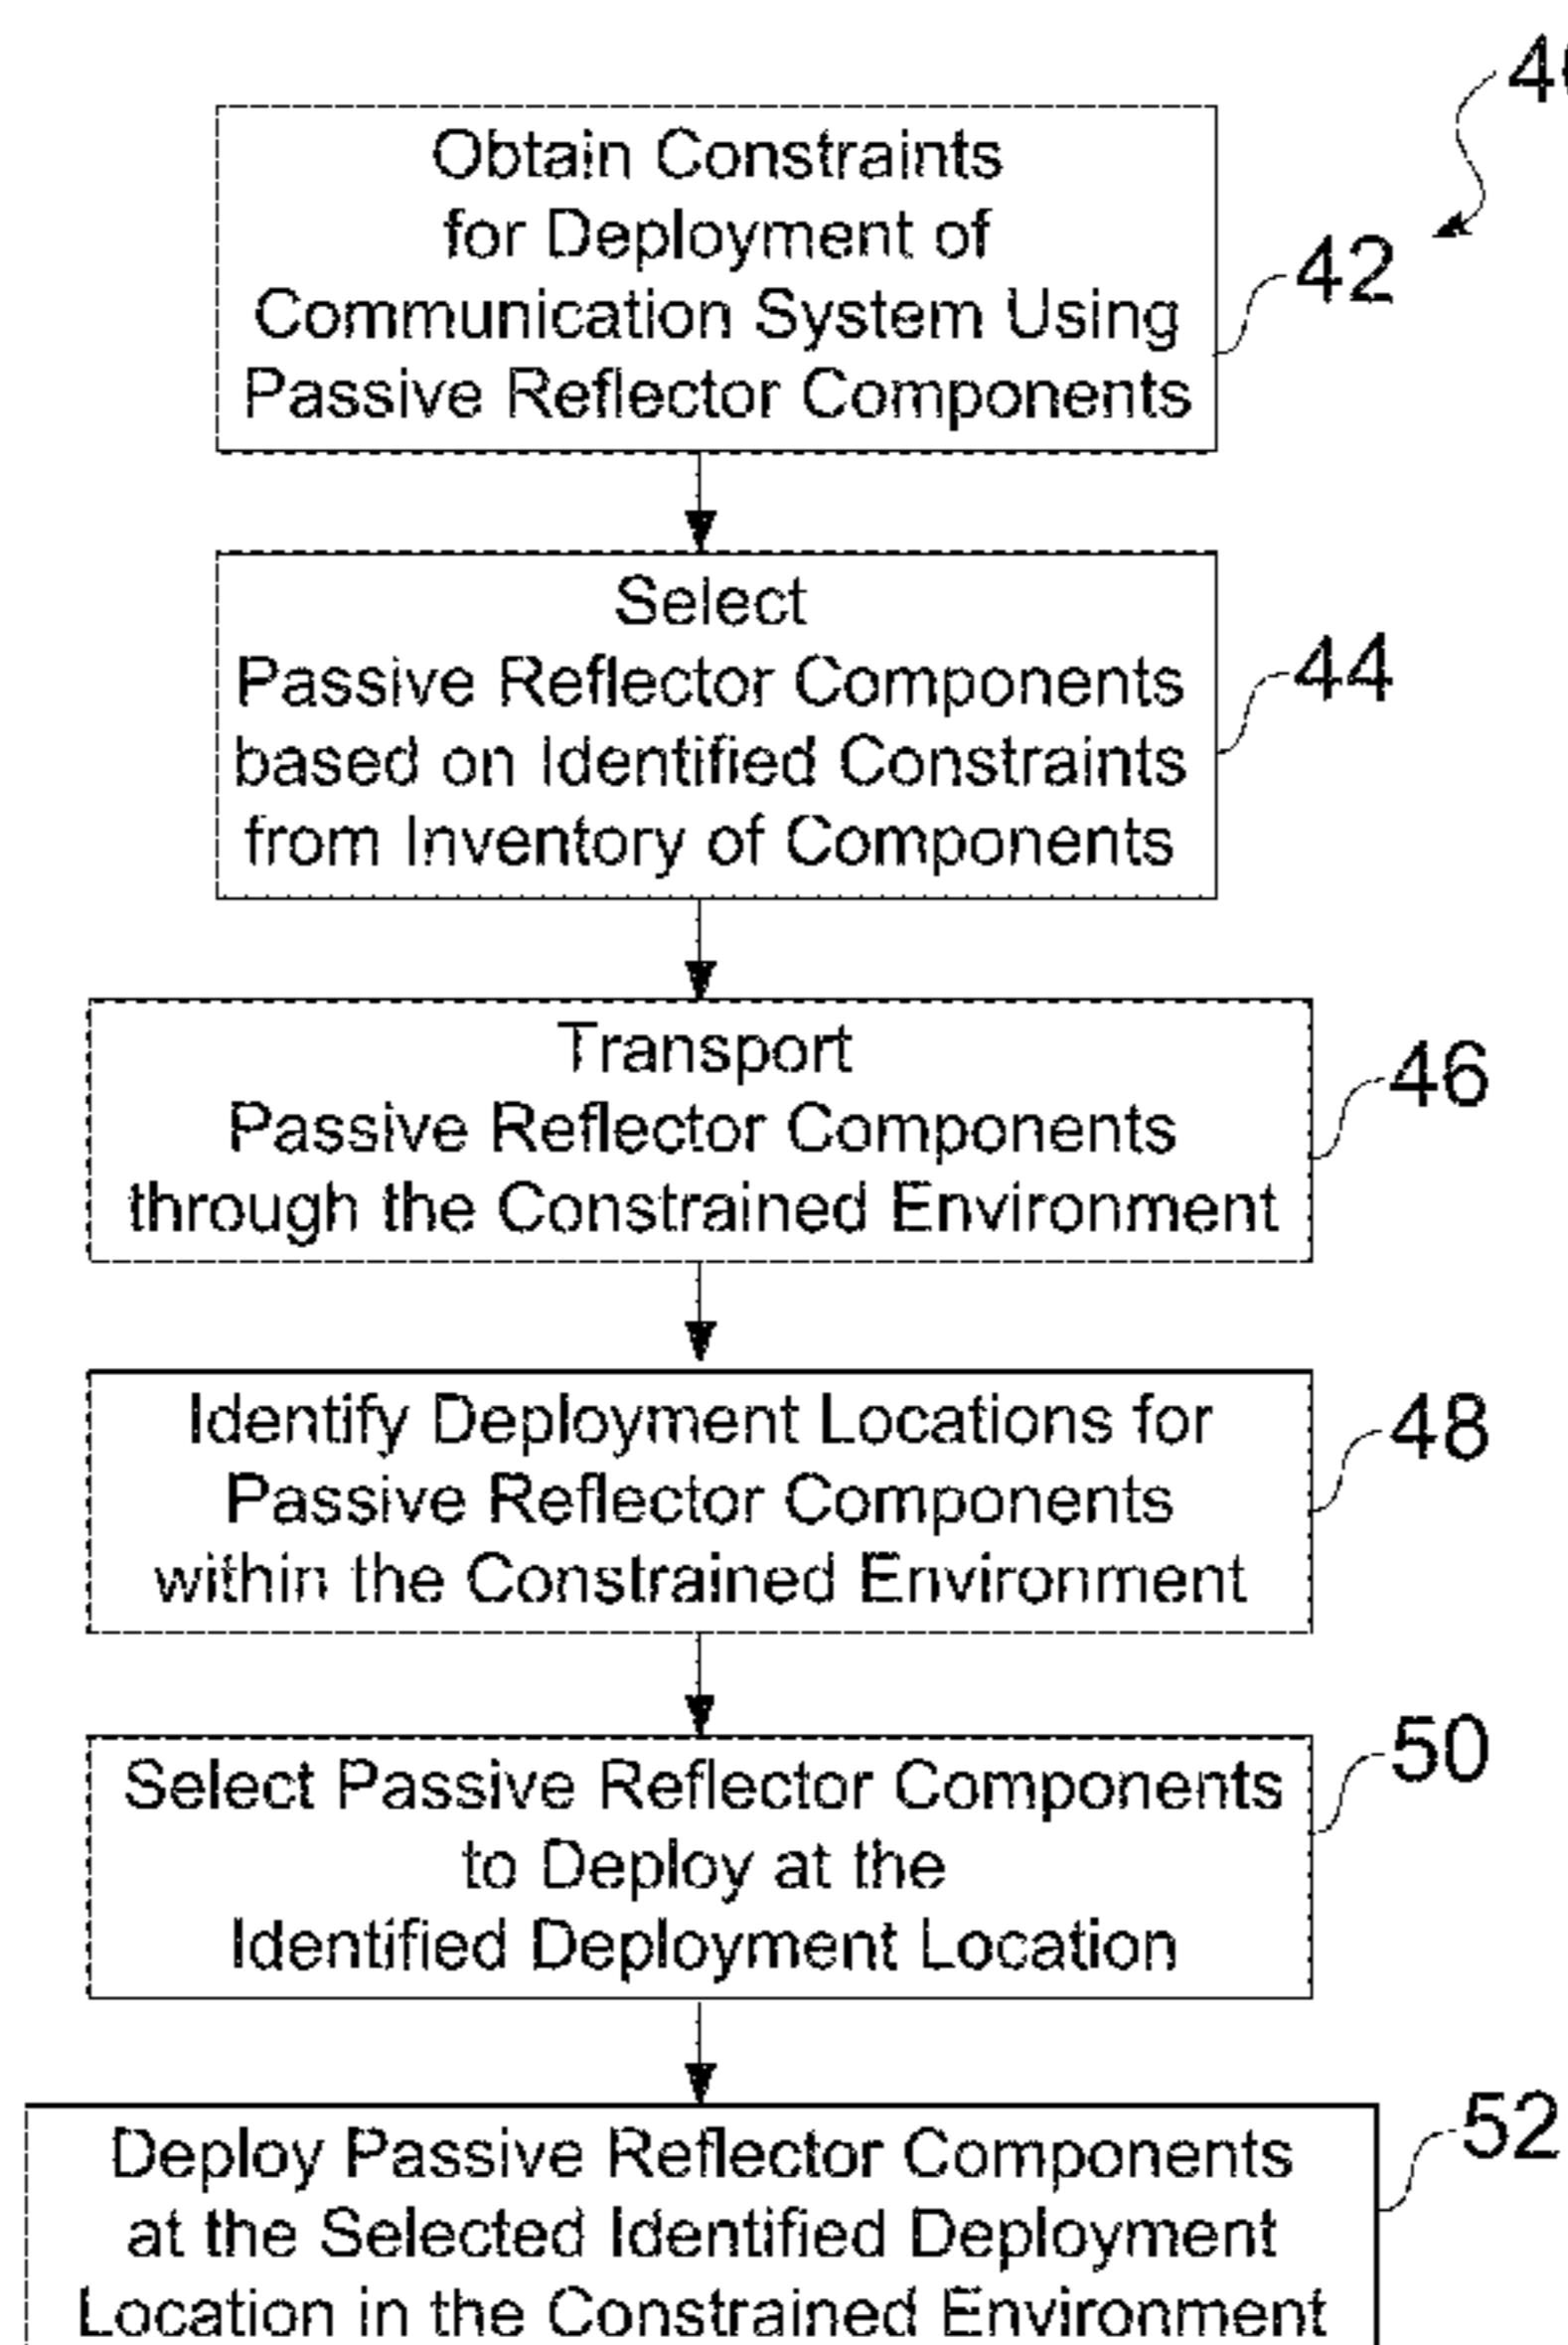 Obtain Constraints
for Deployment of
Communication System Using
Passive Reflector Components
42
Select
Passive Reflector Components
based on Identified Constraints
from Inventory of Components
44
Transport
Passive Reflector Components
through the Constrained Environment
46
Identify Deployment Locations for
Passive Reflector Components
within the Constrained Environment
48
Select Passive Reflector Components
to Deploy at the
Identified Deployment Location
50
Deploy Passive Reflector Components
at the Selected Identified Deployment
Location in the Constrained Environment
52